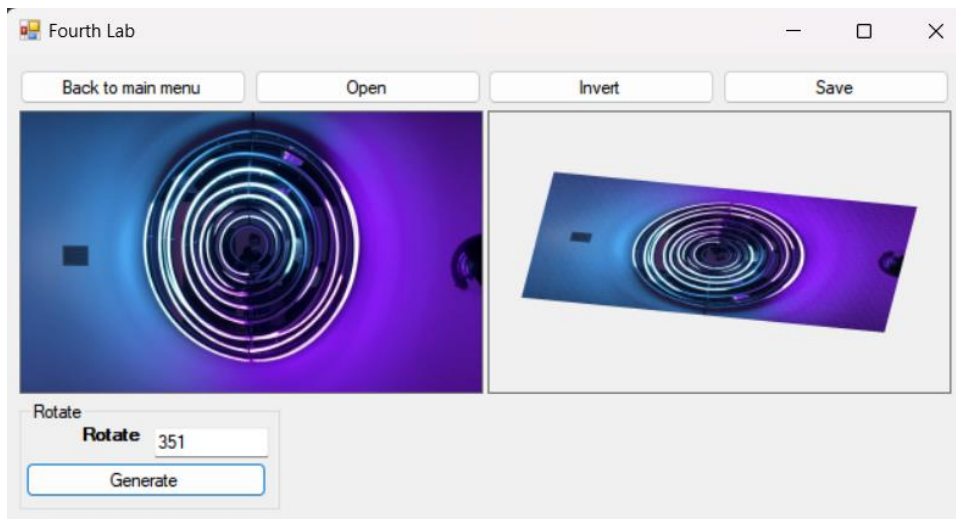 Fourth Lab
Back to main menu Open Invert Save
Rotate
Rotate 351
Generate